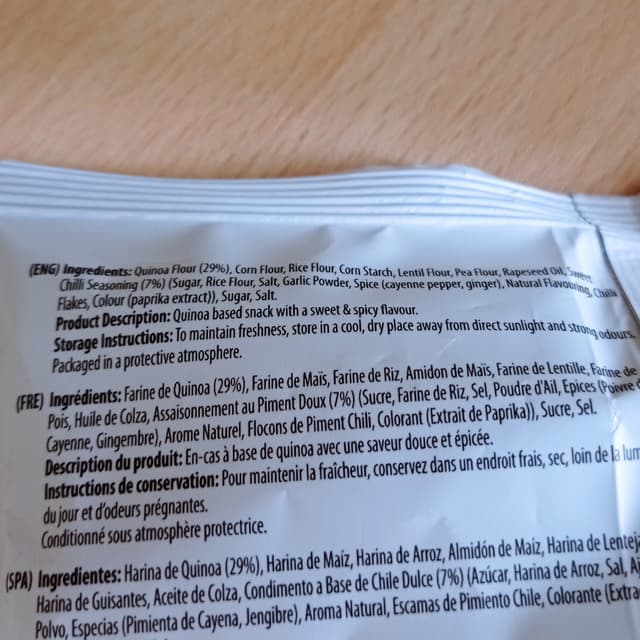 (ENG) Ingredients: Quinoa Flour (29%), Corn Flour, Rice Flour, Corn Starch, Lentil Flour, Pea Flour, Rapeseed Oil, Sweet
Chilli Seasoning (7%) (Sugar, Rice Flour, Salt, Garlic Powder, Spice (cayenne pepper, ginger), Natural Flavouring, Chilli
Flakes, Colour (paprika extract)), Sugar, Salt.
Product Description: Quinoa based snack with a sweet & spicy flavour.
Storage Instructions: To maintain freshness, store in a cool, dry place away from direct sunlight and strong odours.
Packaged in a protective atmosphere.
(FRE) Ingrédients: Farine de Quinoa (29%), Farine de Maïs, Farine de Riz, Amidon de Maïs, Farine de Lentille, Farine de
Pois, Huile de Colza, Assaisonnement au Piment Doux (7%) (Sucre, Farine de Riz, Sel, Poudre d'Ail, Epices (Poivre
Cayenne, Gingembre), Arome Naturel, Flocons de Piment Chili, Colorant (Extrait de Paprika)), Sucre, Sel.
Description du produit: En-cas à base de quinoa avec une saveur douce et épicée.
Instructions de conservation: Pour maintenir la fraîcheur, conservez dans un endroit frais, sec, loin de la lum
du jour et d'odeurs prégnantes.
Conditionné sous atmosphère protectrice.
(SPA) Ingredientes: Harina de Quinoa (29%), Harina de Maíz, Harina de Arroz, Almidón de Maíz, Harina de Lenteja
Harina de Guisantes, Aceite de Colza, Condimento a Base de Chile Dulce (7%) (Azúcar, Harina de Arroz, Sal, Aj
Polvo, Especias (Pimienta de Cayena, Jengibre), Aroma Natural, Escamas de Pimiento Chile, Colorante (Extra